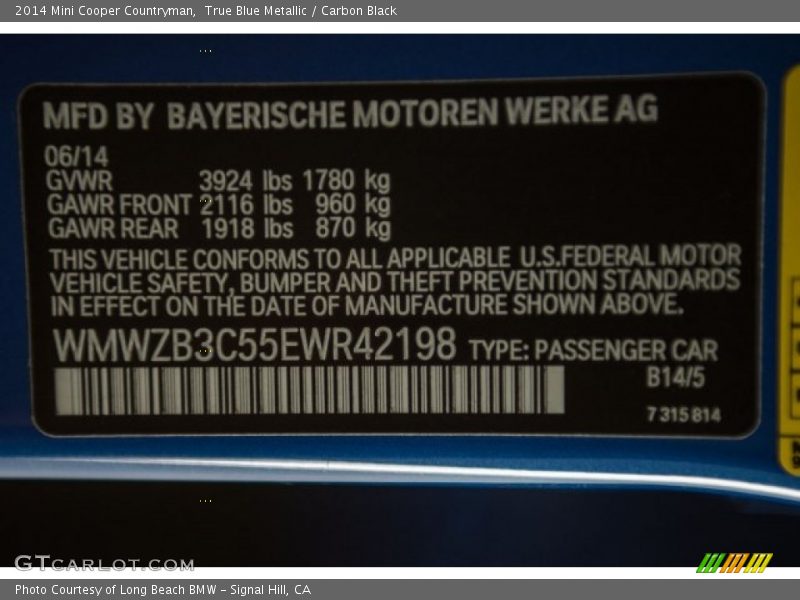 2014 Mini Cooper Countryman,  True Blue Metallic / Carbon Black
MFD BY BAYERISCHE MOTOREN WERKE AG
06/14
GVWR 3924 lbs 1780 kg
GAWR FRONT 2116 lbs 960 kg
GAWR REAR 1918 lbs 870 kg
THIS VEHICLE CONFORMS TO ALL APPLICABLE U.S.FEDERAL MOTOR
VEHICLE SAFETY, BUMPER AND THEFT PREVENTION STANDARDS
IN EFFECT ON THE DATE OF MANUFACTURE SHOWN ABOVE.
WMWZB3C55EWR42198 TYPE: PASSENGER CAR
B14/5
7 315 814
GTCARLOT.COM
Photo Courtesy of Long Beach BMW - Signal Hill, CA